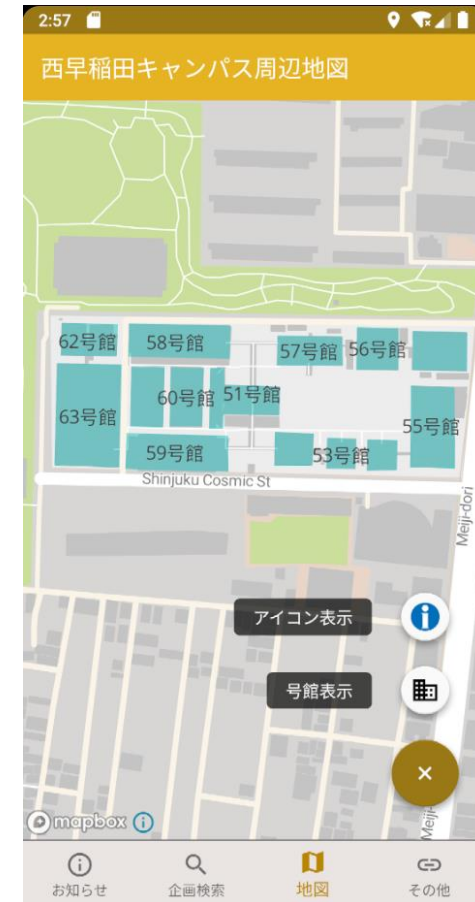 2:57
西早稲田キャンパス周辺地図
62号館
58号館
57号館
56号館
60号館
51号館
63号館
55号館
59号館
53号館
Shinjuku Cosmic St
Meiji-dori
アイコン表示
号館表示
Meiji-
mapbox
お知らせ
企画検索
地図
その他